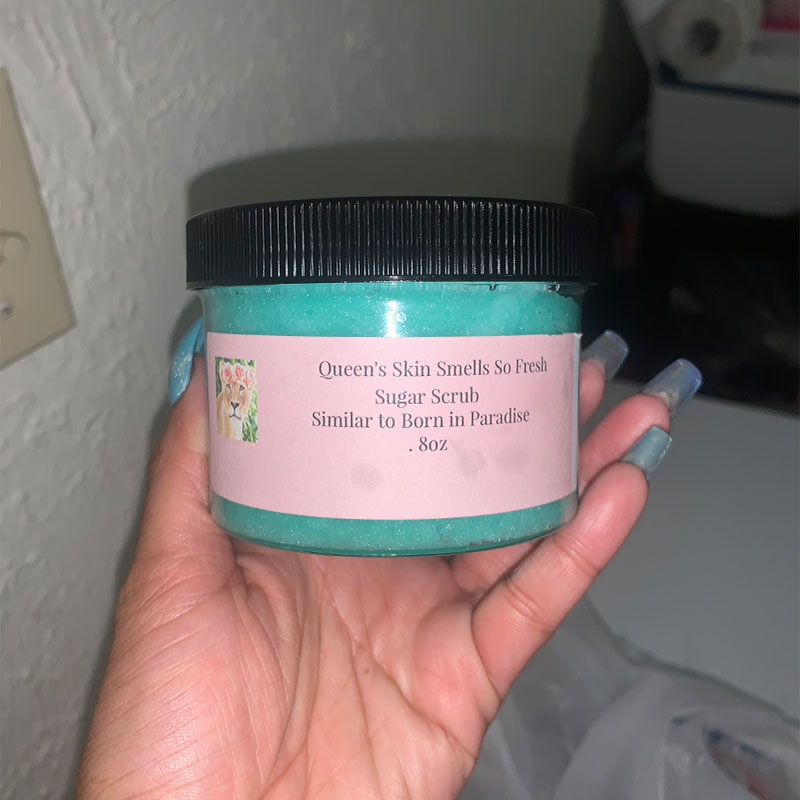 Queen's Skin Smells So Fresh
Sugar Scrub
Similar to Born in Paradise
. 8oz